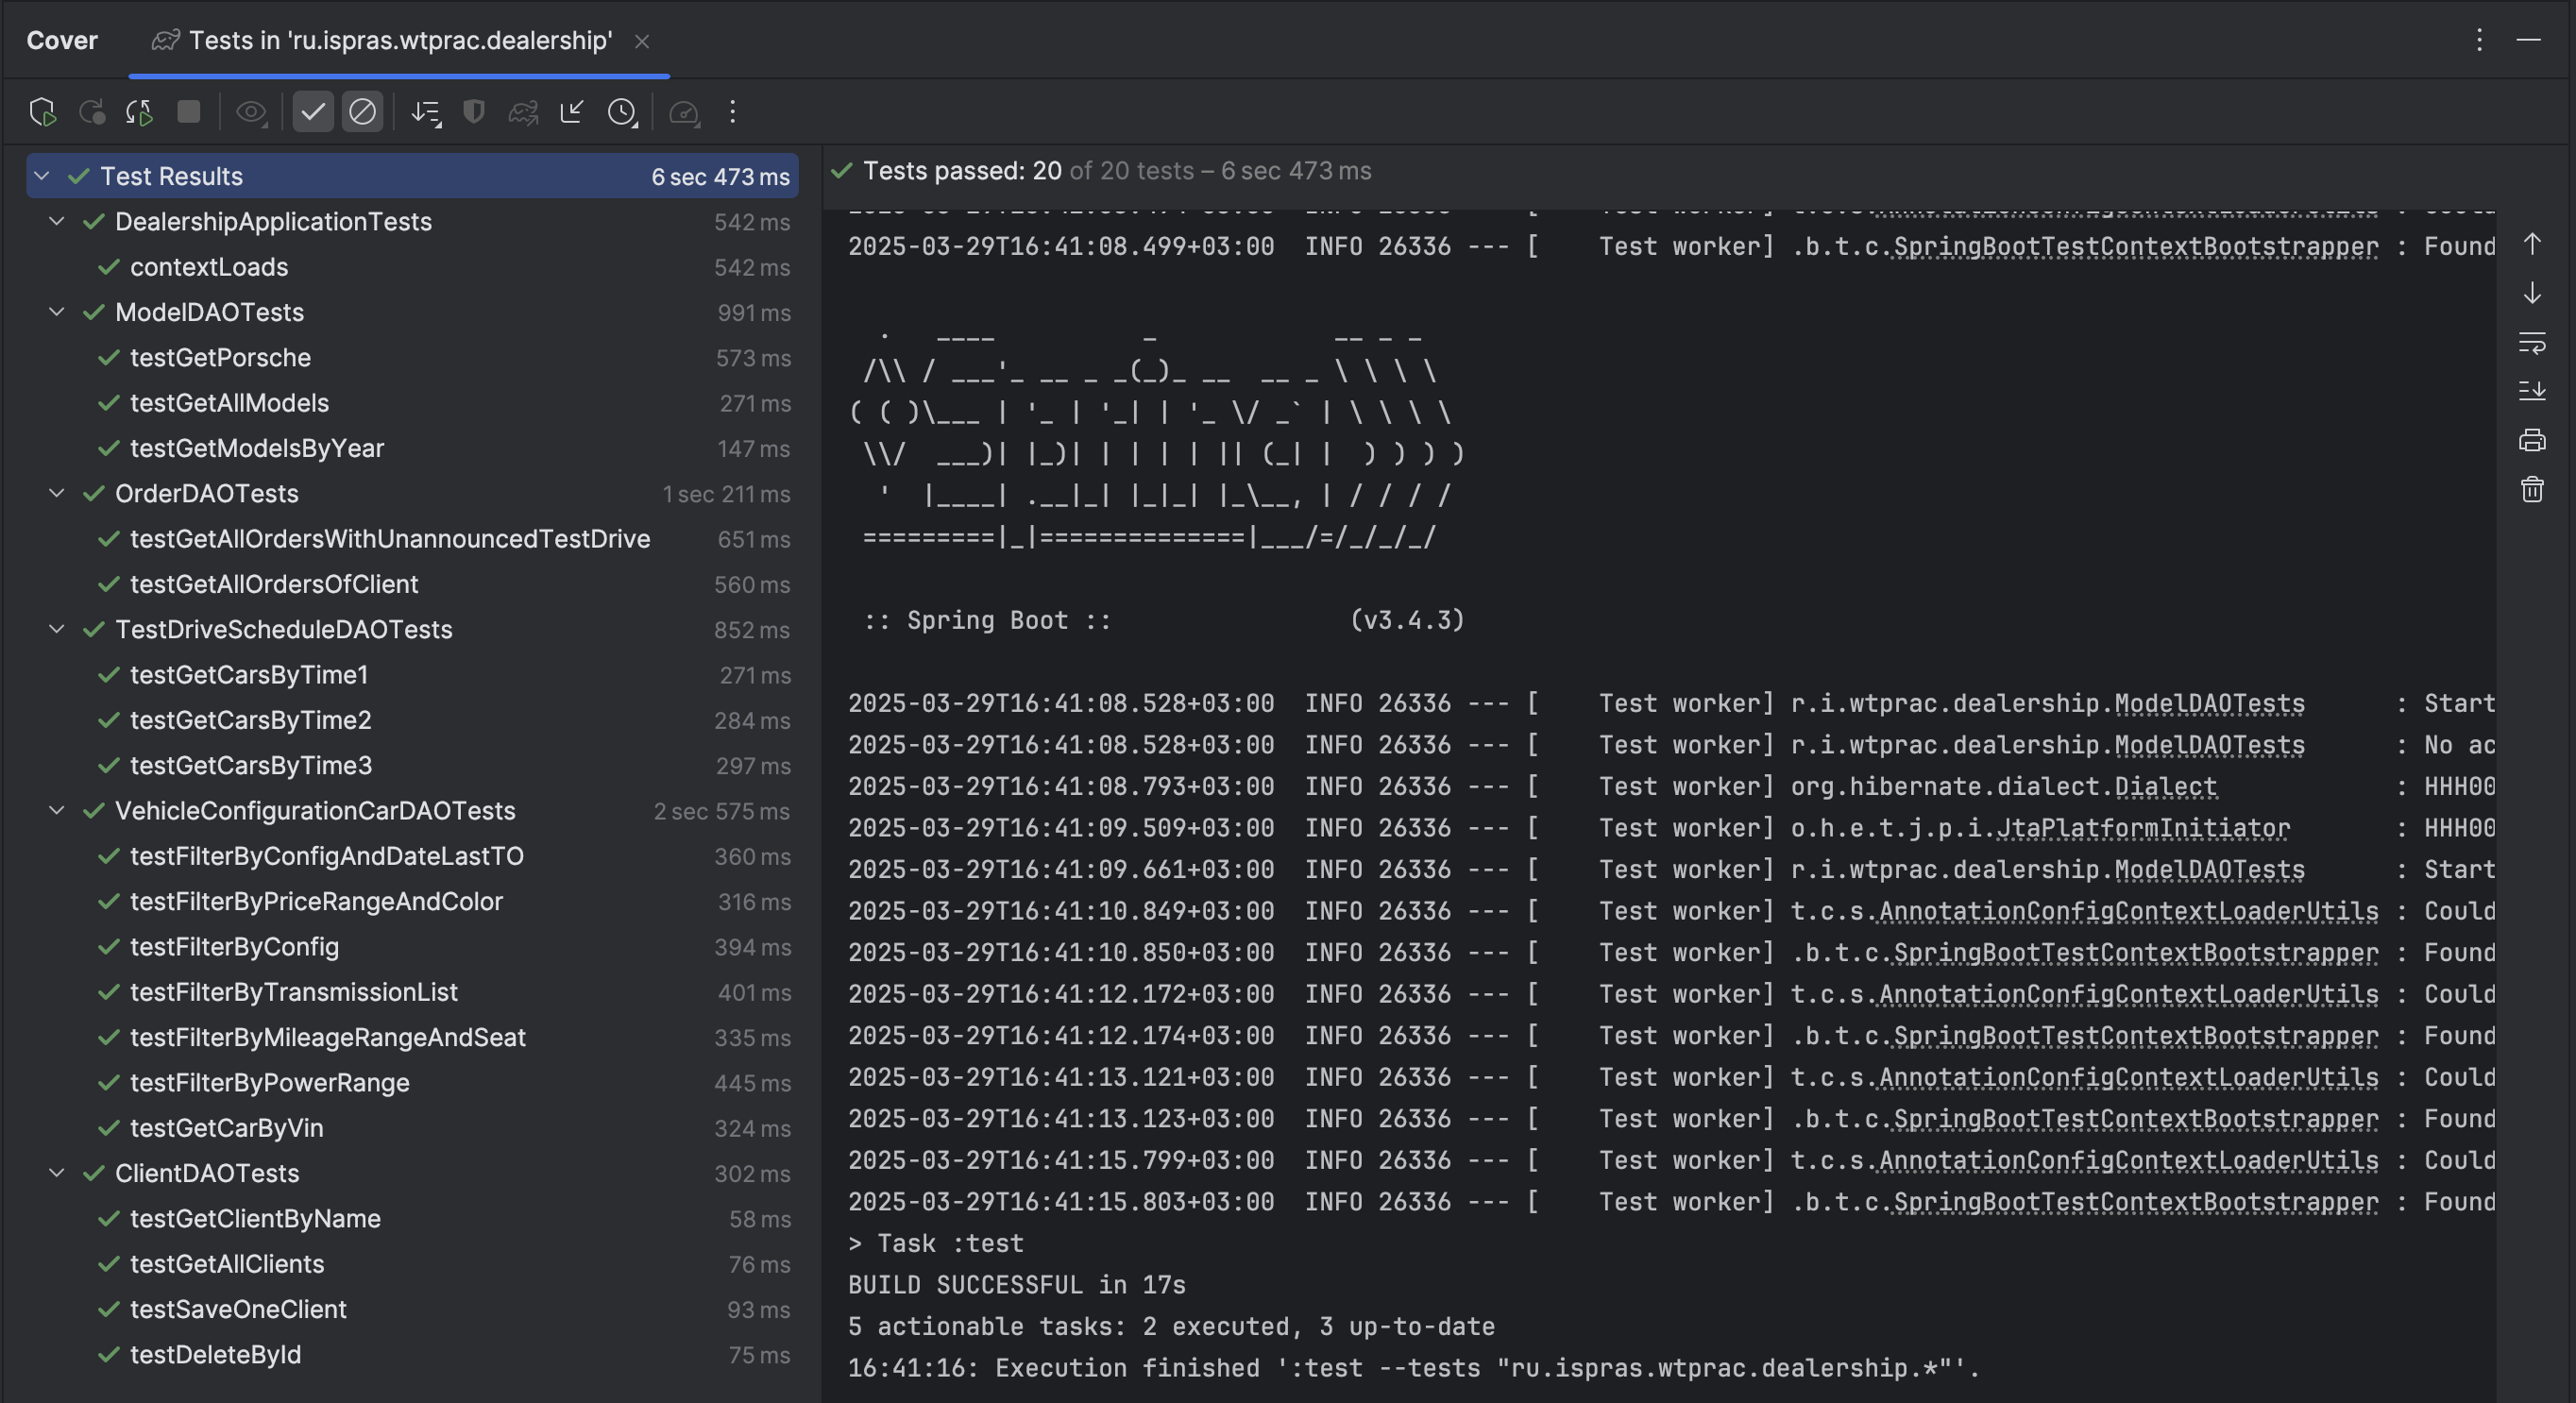 Cover Tests in 'ru.ispras.wtprac.dealership'
Test Results 6 sec 473 ms
DealershipApplicationTests 542 ms
contextLoads 542 ms
ModelDAOTests 991 ms
testGetPorsche 573 ms
testGetAllModels 271 ms
testGetModelsByYear 147 ms
OrderDAOTests 1 sec 211 ms
testGetAllOrdersWithUnannouncedTestDrive 651 ms
testGetAllOrdersOfClient 560 ms
TestDriveScheduleDAOTests 852 ms
testGetCarsByTime1 271 ms
testGetCarsByTime2 284 ms
testGetCarsByTime3 297 ms
VehicleConfigurationCarDAOTests 2 sec 575 ms
testFilterByConfigAndDateLastTO 360 ms
testFilterByPriceRangeAndColor 316 ms
testFilterByConfig 394 ms
testFilterByTransmissionList 401 ms
testFilterByMileageRangeAndSeat 335 ms
testFilterByPowerRange 445 ms
testGetCarByVin 324 ms
ClientDAOTests 302 ms
testGetClientByName 58 ms
testGetAllClients 76 ms
testSaveOneClient 93 ms
testDeleteById 75 ms
Tests passed: 20 of 20 tests – 6 sec 473 ms
2025-03-29T16:41:08.499+03:00  INFO 26336 --- [    Test worker] .b.t.c.SpringBootTestContextBootstrapper : Found
  .   ____          _            __ _ _
 /\\ / ___'_ __ _ _(_)_ __  __ _ \ \ \ \
( ( )\___ | '_ | '_| | '_ \/ _` | \ \ \ \
 \\/  ___)| |_)| | | | | || (_| |  ) ) ) )
  '  |____| .__|_| |_|_| |_\__, | / / / /
 =========|_|==============|___/=/_/_/_/
 :: Spring Boot ::                (v3.4.3)
2025-03-29T16:41:08.528+03:00  INFO 26336 --- [    Test worker] r.i.wtprac.dealership.ModelDAOTests      : Start
2025-03-29T16:41:08.528+03:00  INFO 26336 --- [    Test worker] r.i.wtprac.dealership.ModelDAOTests      : No ac
2025-03-29T16:41:08.793+03:00  INFO 26336 --- [    Test worker] org.hibernate.dialect.Dialect            : HHH00
2025-03-29T16:41:09.509+03:00  INFO 26336 --- [    Test worker] o.h.e.t.j.p.i.JtaPlatformInitiator       : HHH00
2025-03-29T16:41:09.661+03:00  INFO 26336 --- [    Test worker] r.i.wtprac.dealership.ModelDAOTests      : Start
2025-03-29T16:41:10.849+03:00  INFO 26336 --- [    Test worker] t.c.s.AnnotationConfigContextLoaderUtils : Could
2025-03-29T16:41:10.850+03:00  INFO 26336 --- [    Test worker] .b.t.c.SpringBootTestContextBootstrapper : Found
2025-03-29T16:41:12.172+03:00  INFO 26336 --- [    Test worker] t.c.s.AnnotationConfigContextLoaderUtils : Could
2025-03-29T16:41:12.174+03:00  INFO 26336 --- [    Test worker] .b.t.c.SpringBootTestContextBootstrapper : Found
2025-03-29T16:41:13.121+03:00  INFO 26336 --- [    Test worker] t.c.s.AnnotationConfigContextLoaderUtils : Could
2025-03-29T16:41:13.123+03:00  INFO 26336 --- [    Test worker] .b.t.c.SpringBootTestContextBootstrapper : Found
2025-03-29T16:41:15.799+03:00  INFO 26336 --- [    Test worker] t.c.s.AnnotationConfigContextLoaderUtils : Could
2025-03-29T16:41:15.803+03:00  INFO 26336 --- [    Test worker] .b.t.c.SpringBootTestContextBootstrapper : Found
> Task :test
BUILD SUCCESSFUL in 17s
5 actionable tasks: 2 executed, 3 up-to-date
16:41:16: Execution finished ':test --tests "ru.ispras.wtprac.dealership.*"'.